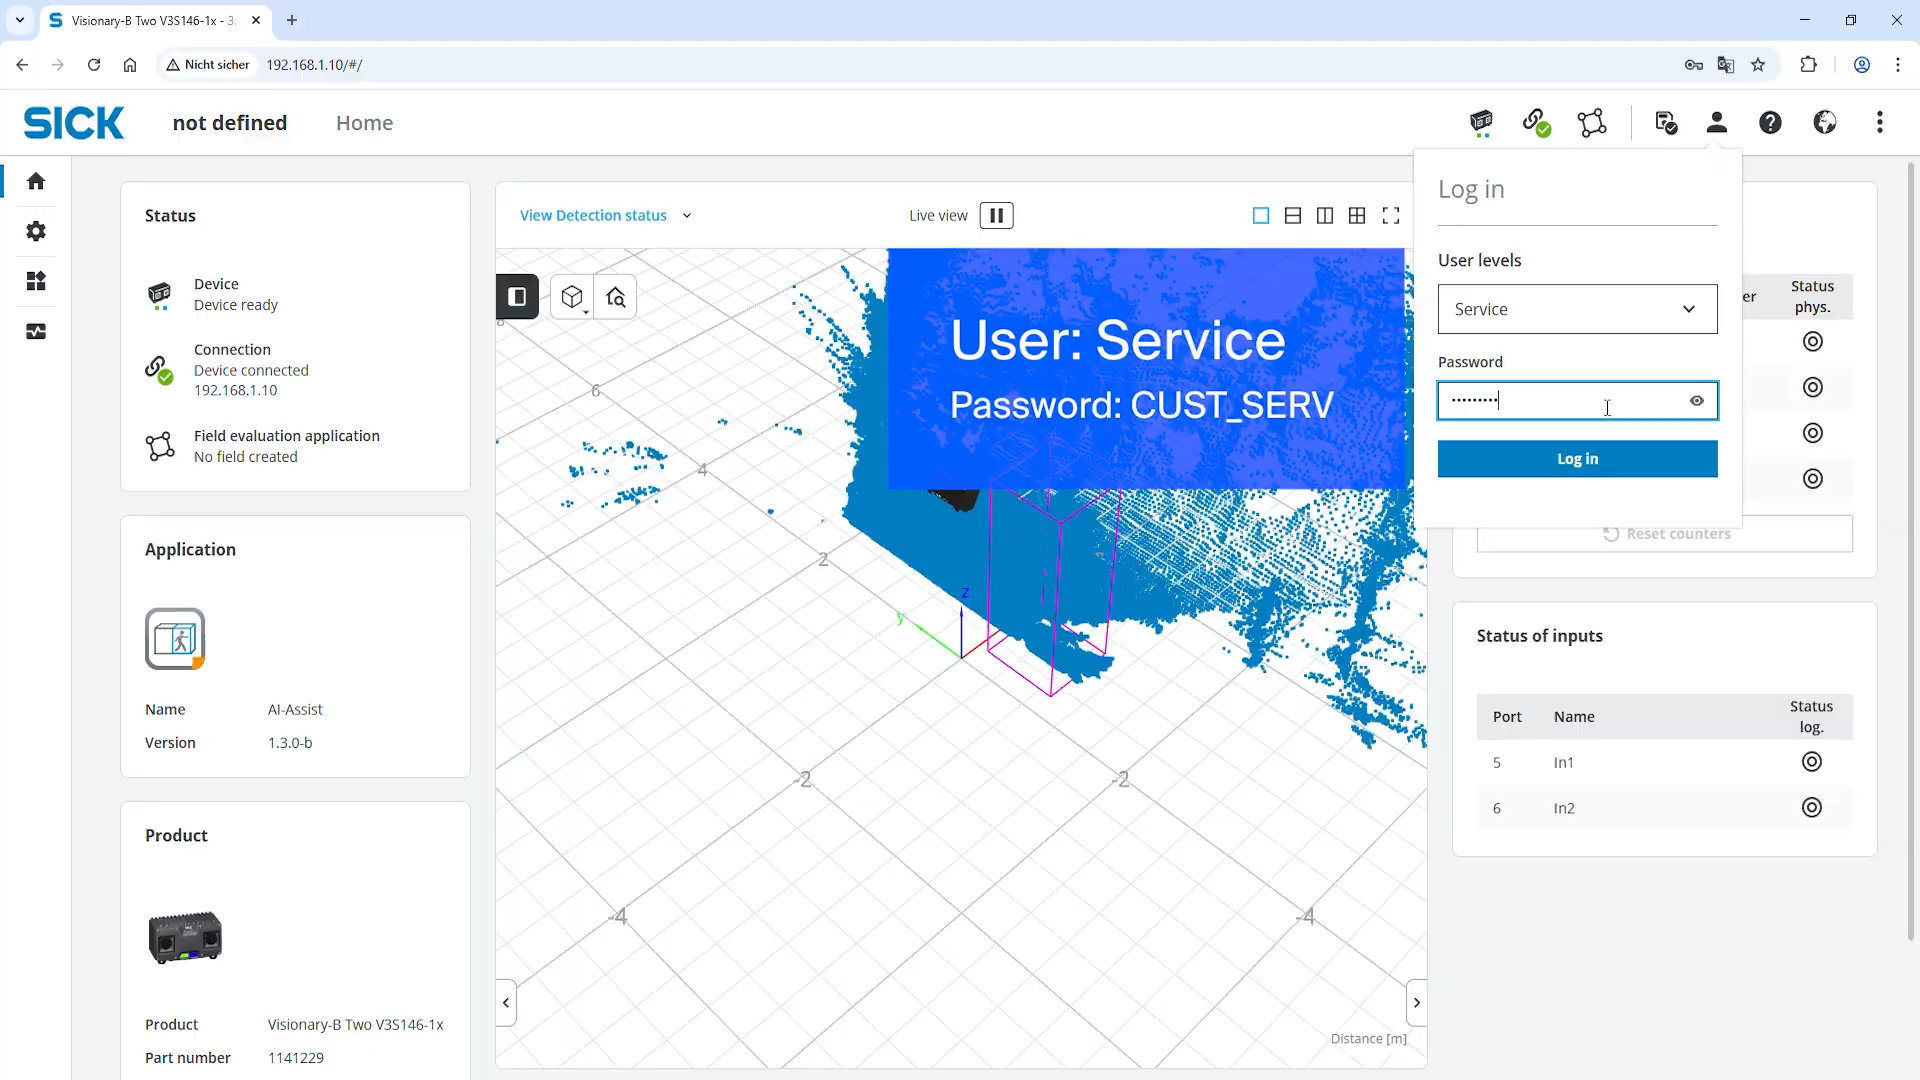 Visionary-B Two V3S146-1x - 3.
Nicht sicher
192.168.1.10/#/
SICK
not defined
Home
Status
Device
Device ready
Connection
Device connected
192.168.1.10
Field evaluation application
No field created
Application
Name AI-Assist
Version 1.3.0-b
Product
Product Visionary-B Two V3S146-1x
Part number 1141229
View Detection status
Live view
User: Service
Password: CUST_SERV
6
4
2
z
y
-2
-2
-4
-4
Distance [m]
Log in
User levels
Service
Password
Log in
er
Status
phys.
Reset counters
Status of inputs
Port Name Status
log.
5 In1
6 In2